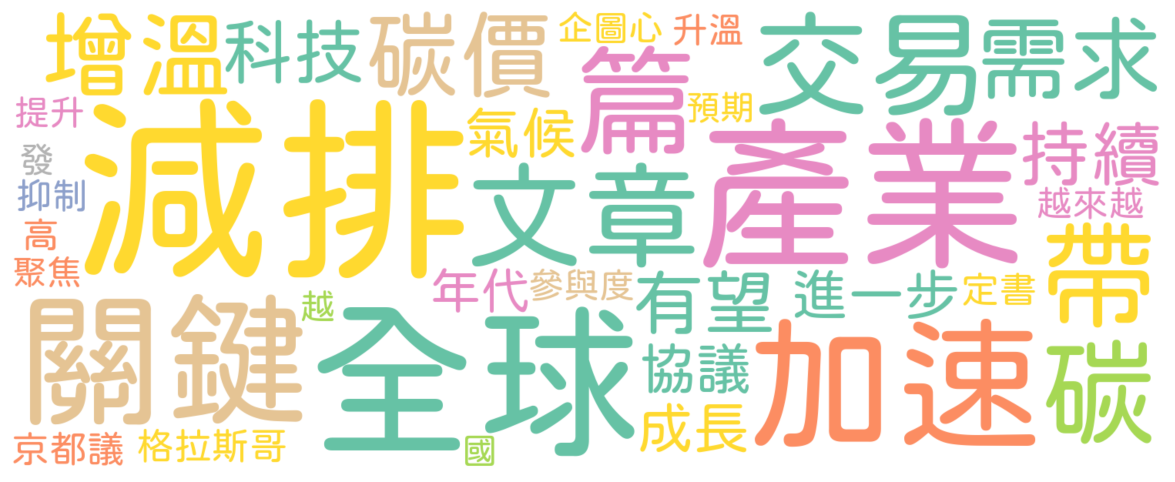 增溫
科技
碳價
企圖心
升溫
交易
需求
提升
減排
氣候
篇
預期
產業
持續
發
抑制
文章
越來越
高
聚焦
年代
參與度
有望
進一步
定書
帶
關鍵
越
全球
協議
加速
碳
成長
京都議
格拉斯哥
國